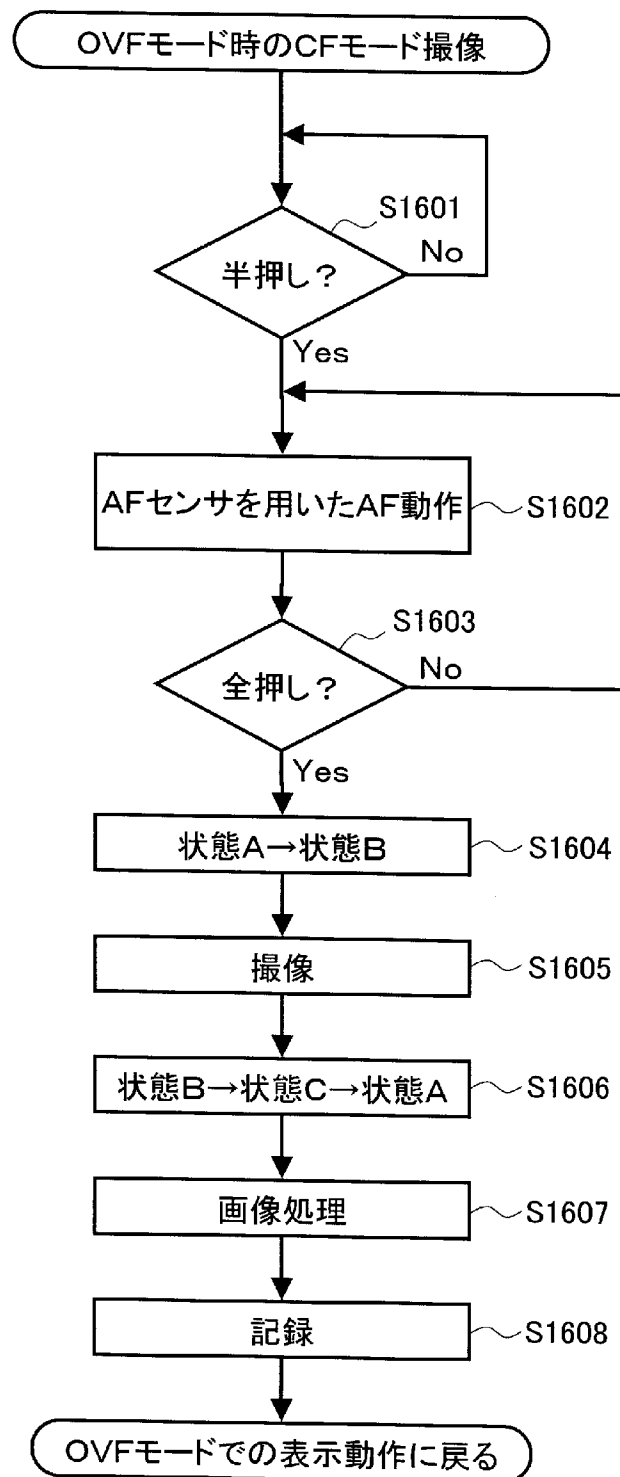 OVFモード時のCFモード撮像
S1601
半押し?
No
Yes
AFセンサを用いたAF動作
S1602
S1603
全押し?
No
Yes
状態A→状態B
S1604
撮像
S1605
状態B→状態C→状態A
S1606
画像処理
S1607
記録
S1608
OVFモードでの表示動作に戻る